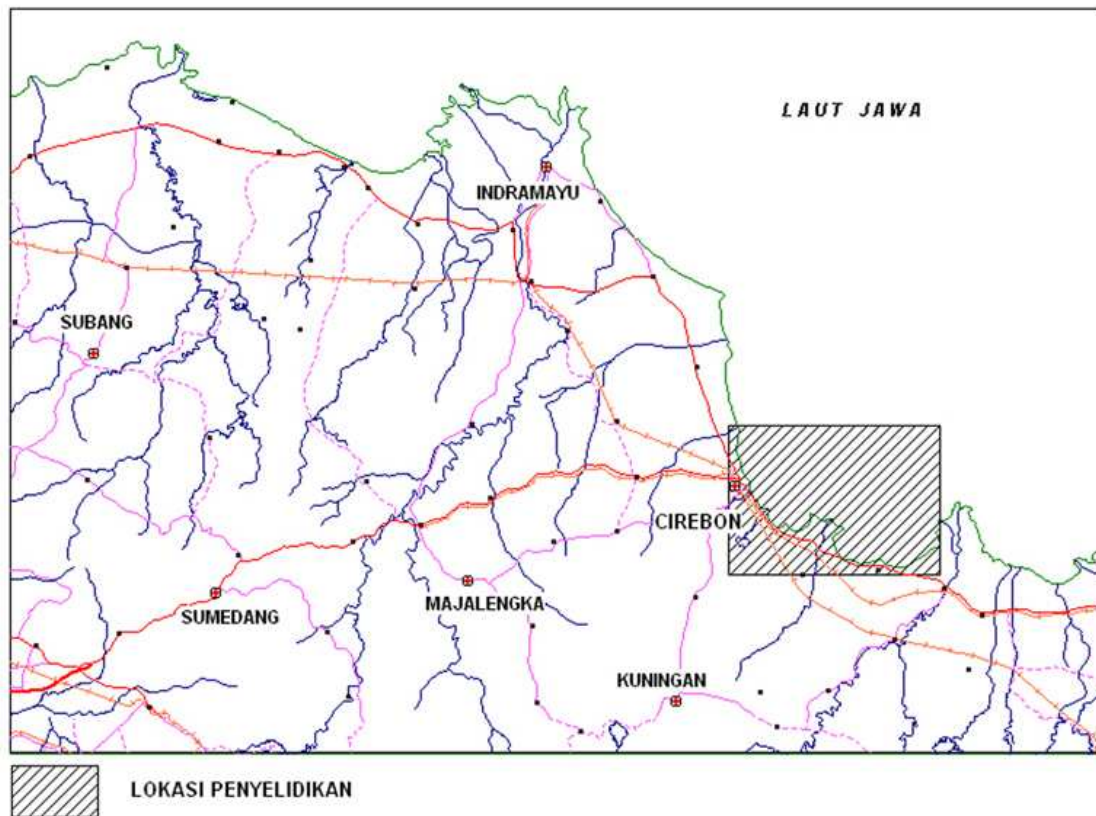 LAUT JAWA
INDRAMAYU
SUBANG
CIREBON
MAJALENGKA
SUMEDANG
KUNINGAN
LOKASI PENYELIDIKAN